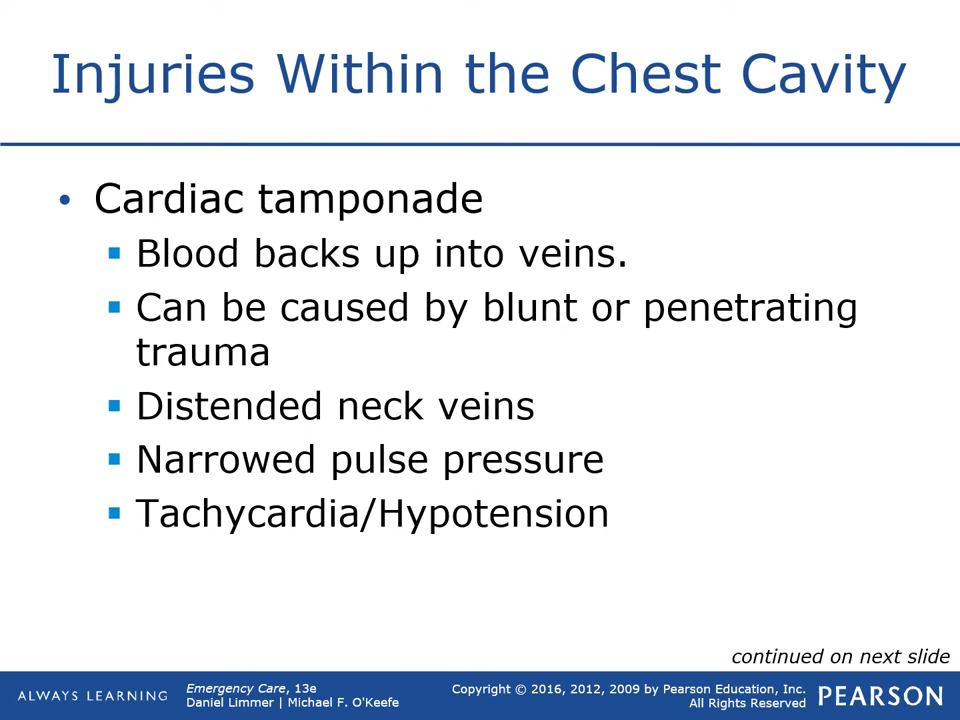 Injuries Within the Chest Cavity
• Cardiac tamponade
▪ Blood backs up into veins.
▪ Can be caused by blunt or penetrating
trauma
▪ Distended neck veins
▪ Narrowed pulse pressure
▪ Tachycardia/Hypotension
continued on next slide
ALWAYS LEARNING
Emergency Care, 13e
Daniel Limmer | Michael F. O'Keefe
Copyright © 2016, 2012, 2009 by Pearson Education, Inc.
All Rights Reserved
PEARSON